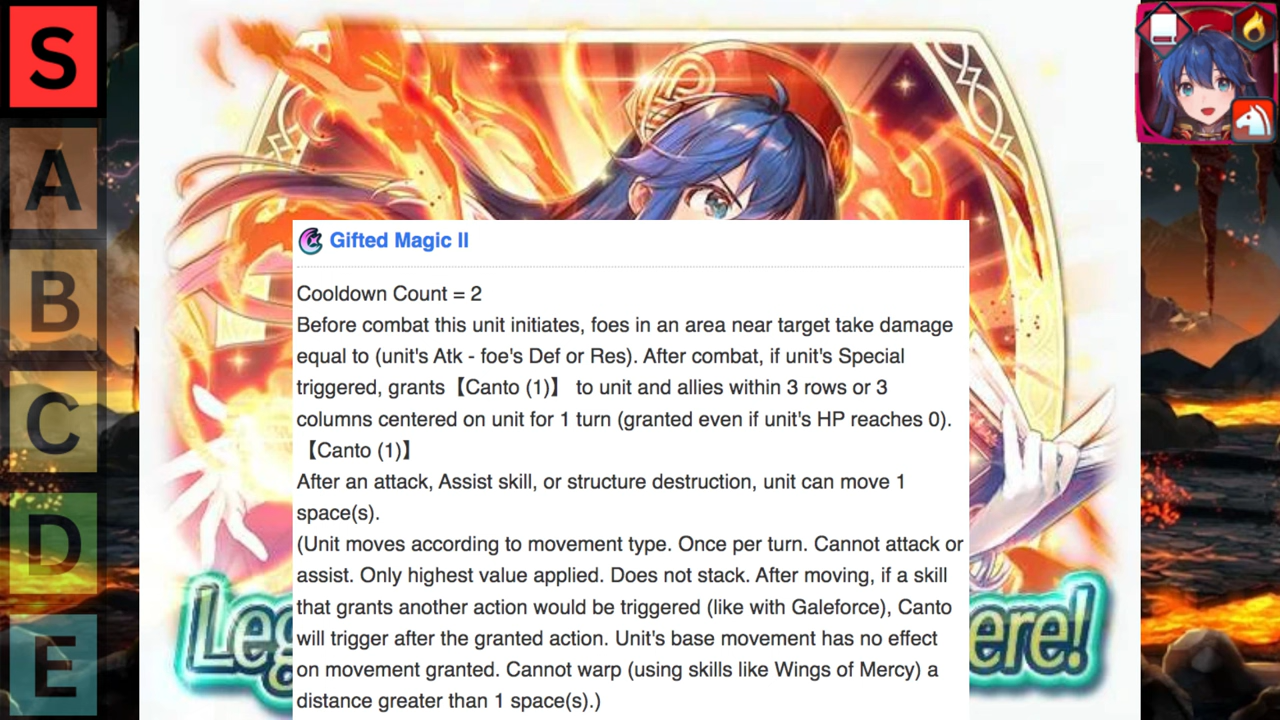 S
A
B
C
D
E
Gifted Magic II
Cooldown Count = 2
Before combat this unit initiates, foes in an area near target take damage
equal to (unit's Atk - foe's Def or Res). After combat, if unit's Special
triggered, grants【Canto (1)】 to unit and allies within 3 rows or 3
columns centered on unit for 1 turn (granted even if unit's HP reaches 0).
【Canto (1)】
After an attack, Assist skill, or structure destruction, unit can move 1
space(s).
(Unit moves according to movement type. Once per turn. Cannot attack or
assist. Only highest value applied. Does not stack. After moving, if a skill
that grants another action would be triggered (like with Galeforce), Canto
will trigger after the granted action. Unit's base movement has no effect
on movement granted. Cannot warp (using skills like Wings of Mercy) a
distance greater than 1 space(s).)
Leg
ere!